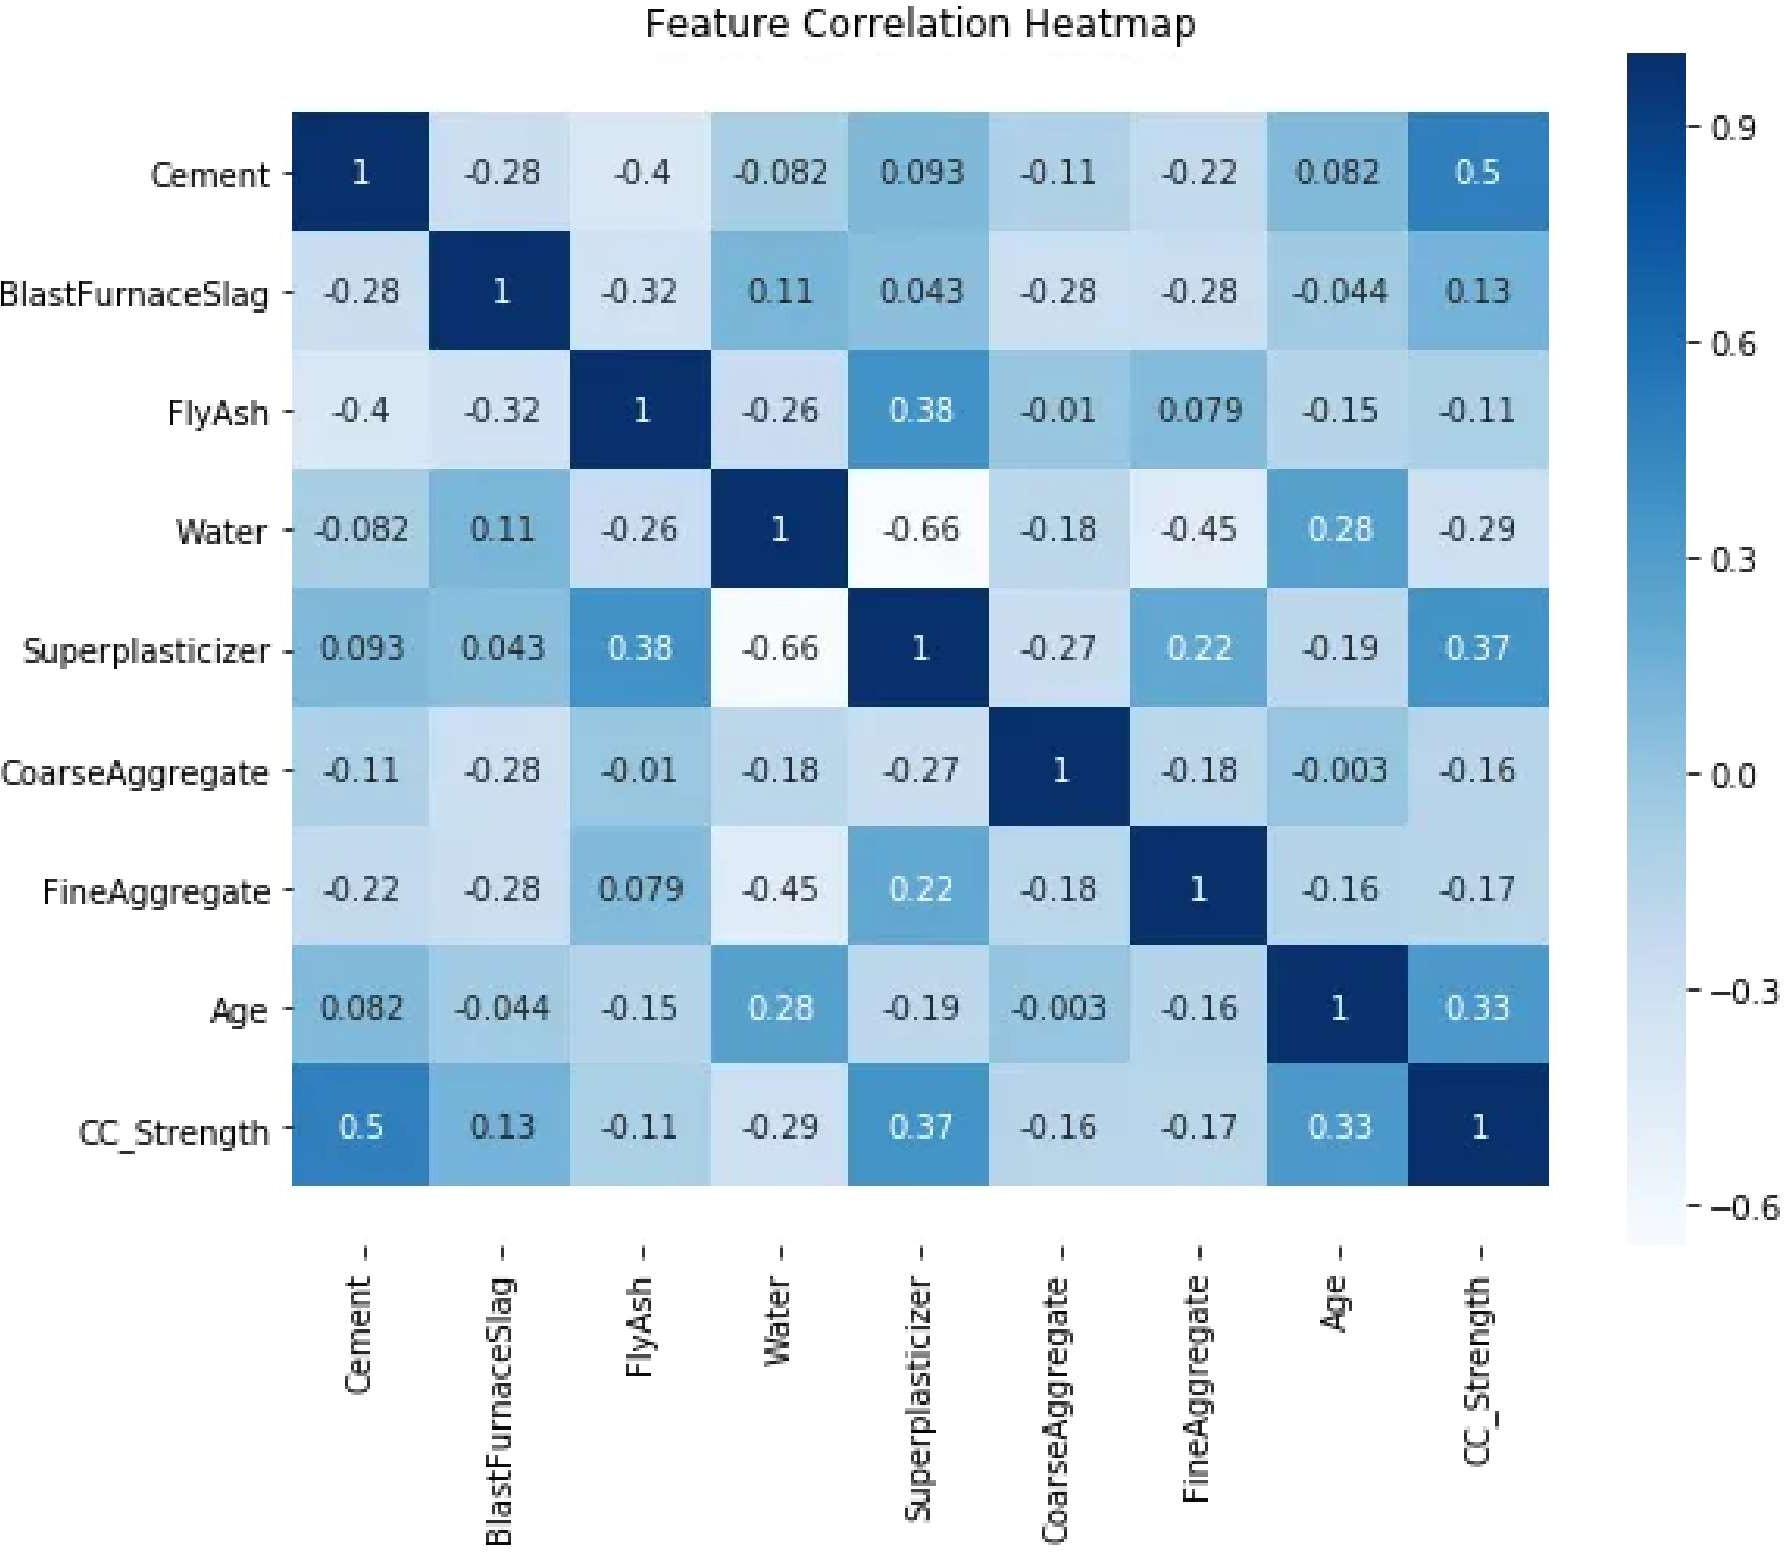 Feature Correlation Heatmap
Cement 1 -0.28 -0.4 -0.082 0.093 -0.11 -0.22 0.082 0.5
BlastFurnaceSlag -0.28 1 -0.32 0.11 0.043 -0.28 -0.28 -0.044 0.13
FlyAsh -0.4 -0.32 1 -0.26 0.38 -0.01 0.079 -0.15 -0.11
Water -0.082 0.11 -0.26 1 -0.66 -0.18 -0.45 0.28 -0.29
Superplasticizer 0.093 0.043 0.38 -0.66 1 -0.27 0.22 -0.19 0.37
CoarseAggregate -0.11 -0.28 -0.01 -0.18 -0.27 1 -0.18 -0.003 -0.16
FineAggregate -0.22 -0.28 0.079 -0.45 0.22 -0.18 1 -0.16 -0.17
Age 0.082 -0.044 -0.15 0.28 -0.19 -0.003 -0.16 1 0.33
CC_Strength 0.5 0.13 -0.11 -0.29 0.37 -0.16 -0.17 0.33 1
Cement
BlastFurnaceSlag
FlyAsh
Water
Superplasticizer
CoarseAggregate
FineAggregate
Age
CC_Strength
0.9
0.6
0.3
0.0
−0.3
−0.6